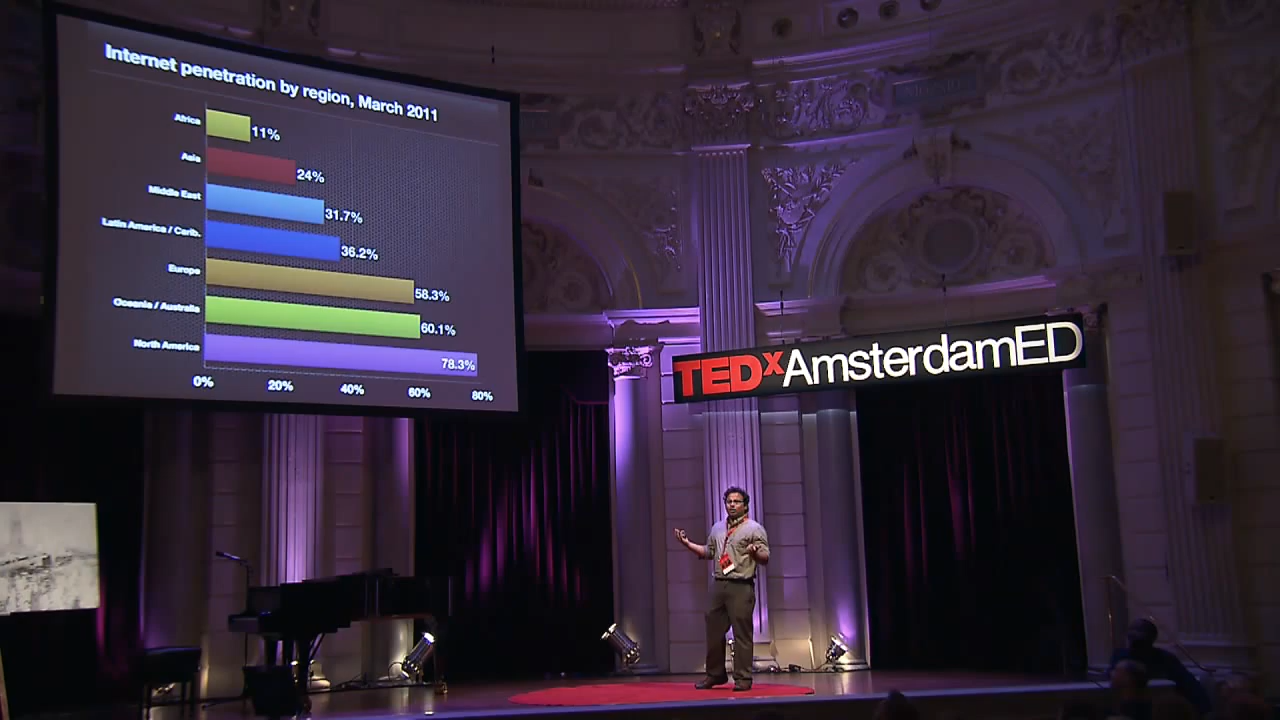 Internet penetration by region, March 2011
Africa
11%
Asia
24%
Middle East
31.7%
Latin America / Carib.
36.2%
Europe
58.3%
Oceania / Australia
60.1%
North America
78.3%
0% 20% 40% 60% 80%
TEDxAmsterdamED